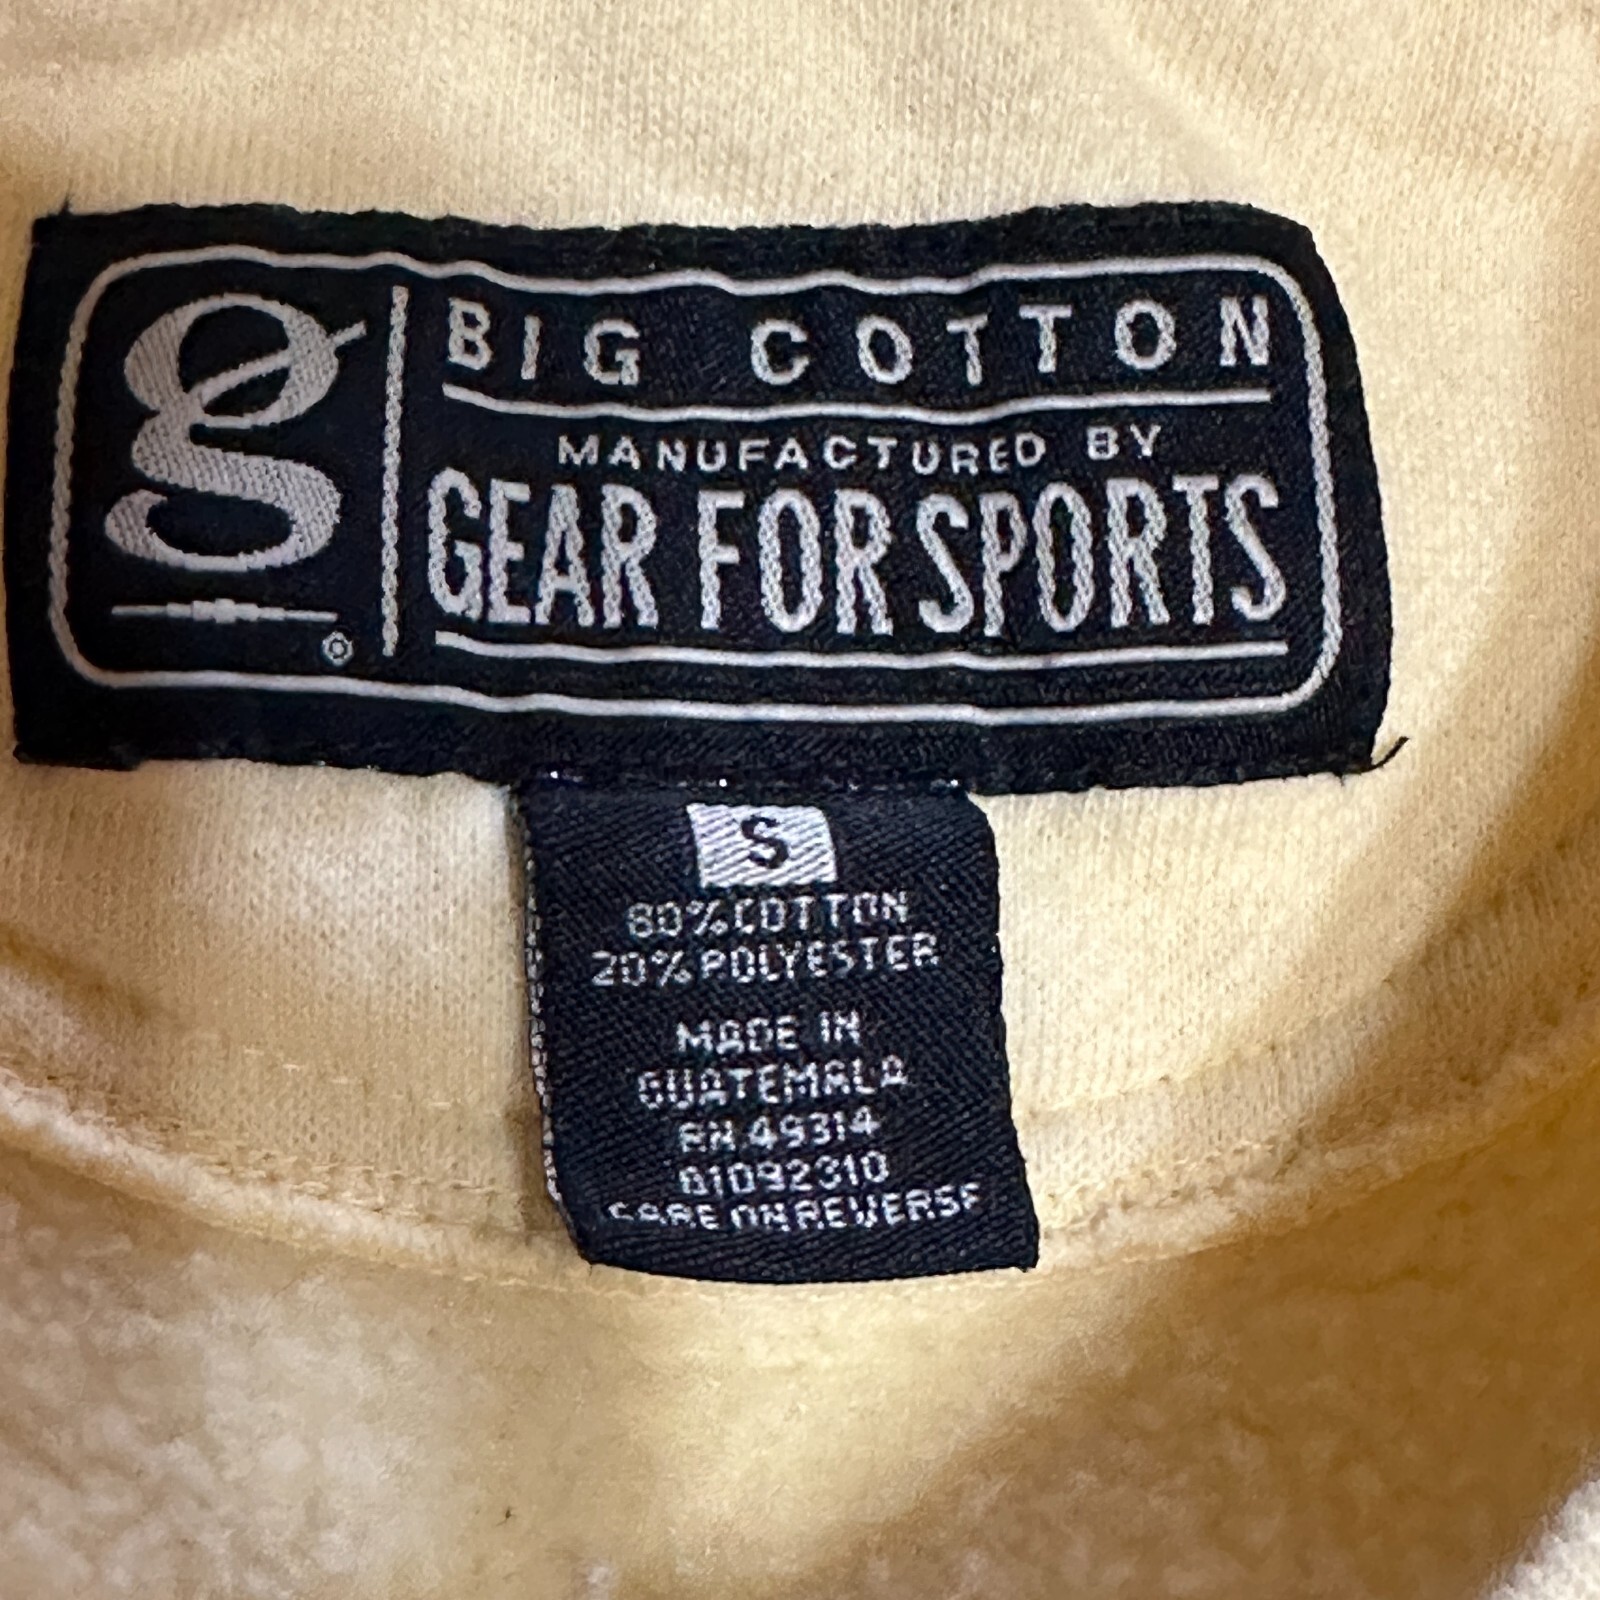 g
BIG COTTON
MANUFACTURED BY
GEAR FOR SPORTS
®
S
80% COTTON
20% POLYESTER
MADE IN
GUATEMALA
RN 49314
01092310
CARE ON REVERSE